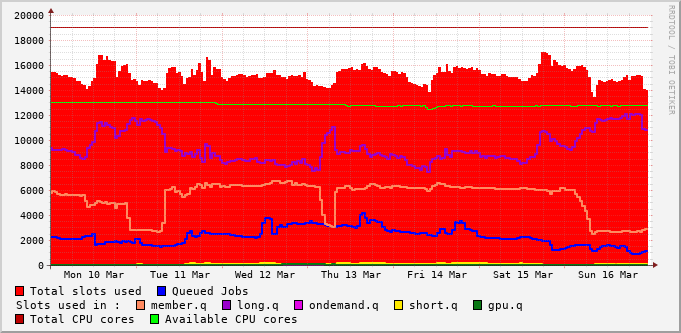 RRDTOOL / TOBI OETIKER
20000
18000
16000
14000
12000
10000
8000
6000
4000
2000
0
Mon 10 Mar Tue 11 Mar Wed 12 Mar Thu 13 Mar Fri 14 Mar Sat 15 Mar Sun 16 Mar
Total slots used Queued Jobs
Slots used in : member.q long.q ondemand.q short.q gpu.q
Total CPU cores Available CPU cores